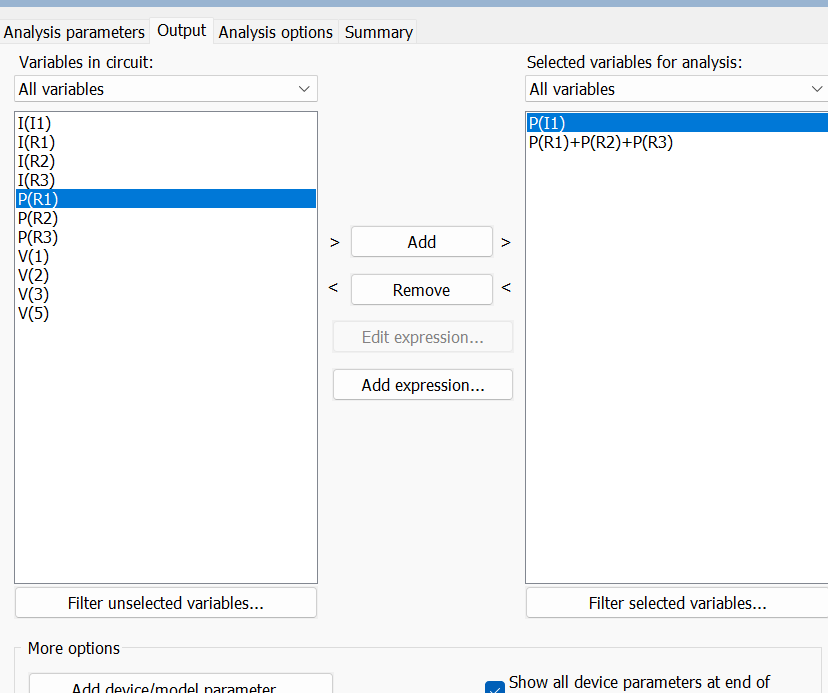 Analysis parameters Output Analysis options Summary
Variables in circuit:
All variables
I(I1)
I(R1)
I(R2)
I(R3)
P(R1)
P(R2)
P(R3)
V(1)
V(2)
V(3)
V(5)
Filter unselected variables...
> Add >
< Remove <
Edit expression...
Add expression...
Selected variables for analysis:
All variables
P(I1)
P(R1)+P(R2)+P(R3)
Filter selected variables...
More options
Add device/model parameter
Show all device parameters at end of